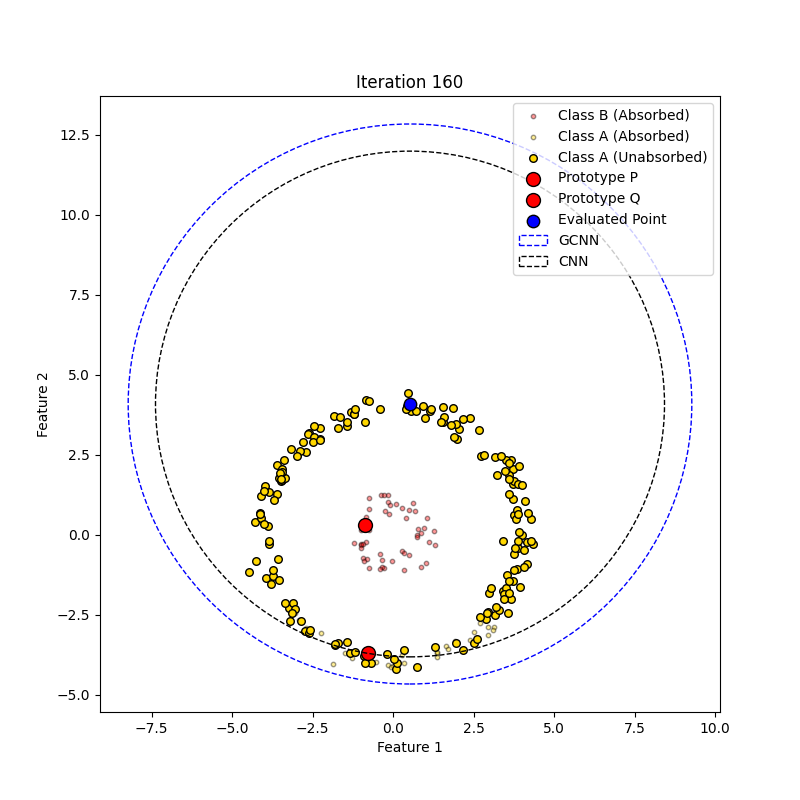 Iteration 160
Class B (Absorbed)
Class A (Absorbed)
Class A (Unabsorbed)
Prototype P
Prototype Q
Evaluated Point
GCNN
CNN
12.5
10.0
7.5
5.0
2.5
0.0
−2.5
−5.0
Feature 2
−7.5 −5.0 −2.5 0.0 2.5 5.0 7.5 10.0
Feature 1